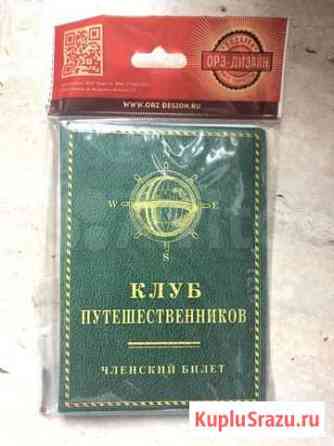 ОРЗ-ДИЗАЙН
WWW.ORZ-DESIGN.RU
W E
S
КЛУБ
ПУТЕШЕСТВЕННИКОВ
ЧЛЕНСКИЙ БИЛЕТ
KupluSrazu.ru